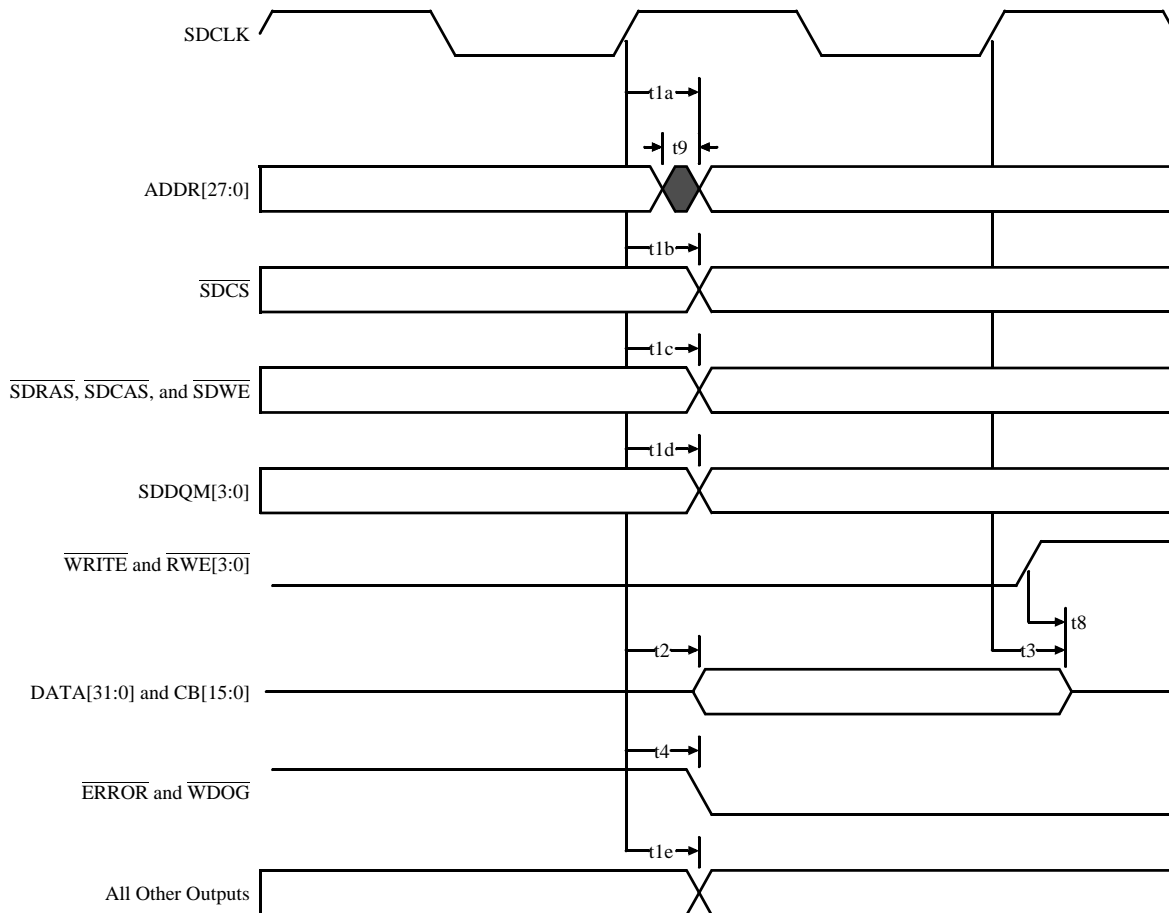 SDCLK
t1a
t9
ADDR[27:0]
t1b
SDCS
t1c
SDRAS, SDCAS, and SDWE
t1d
SDDQM[3:0]
WRITE and RWE[3:0]
t8
t2
t3
DATA[31:0] and CB[15:0]
t4
ERROR and WDOG
t1e
All Other Outputs